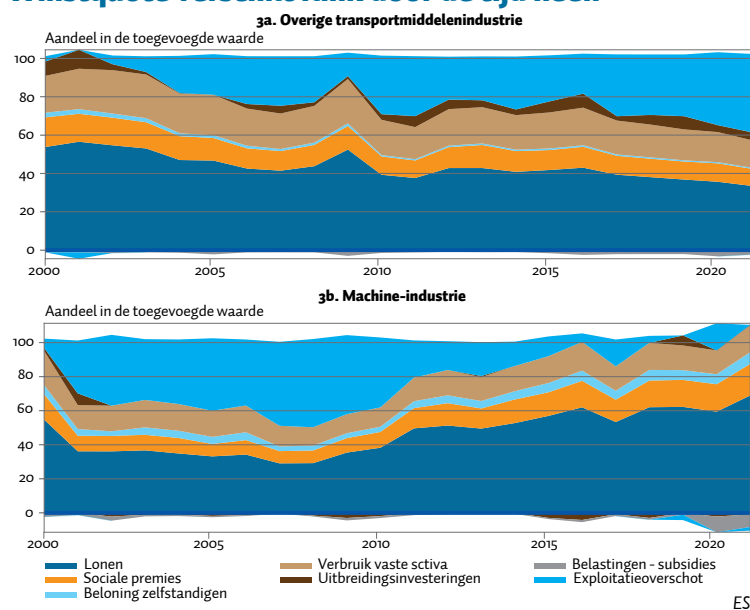 3a. Overige transportmiddelenindustrie
Aandeel in de toegevoegde waarde
100
80
60
40
20
0
2000
2005
2010
2015
2020
3b. Machine-industrie
Aandeel in de toegevoegde waarde
100
80
60
40
20
0
2000
2005
2010
2015
2020
Lonen
Sociale premies
Beloning zelfstandigen
Verbruik vaste sctiva
Uitbreidingsinvesteringen
Belastingen - subsidies
Exploitatieoverschot
ES